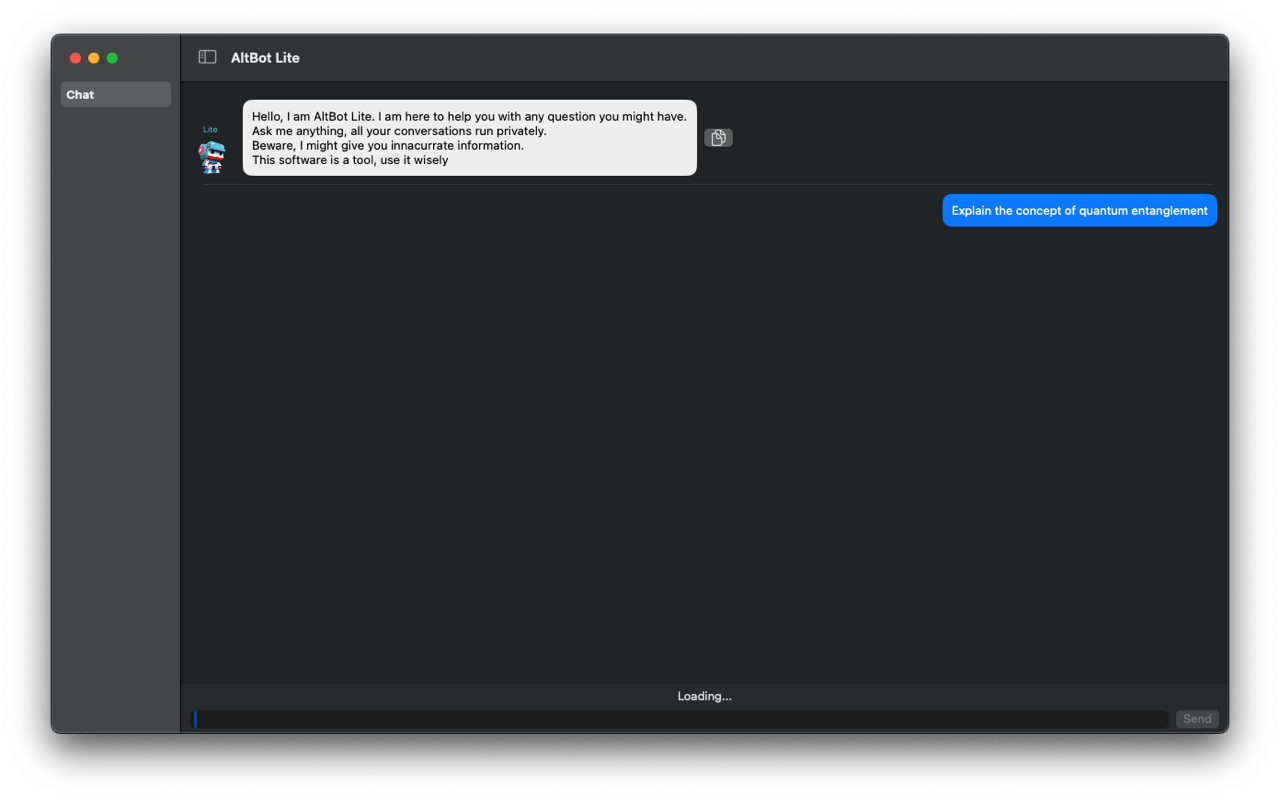 AltBot Lite
Chat
Lite
Hello, I am AltBot Lite. I am here to help you with any question you might have.
Ask me anything, all your conversations run privately.
Beware, I might give you innacurrate information.
This software is a tool, use it wisely
Explain the concept of quantum entanglement
Loading...
Send